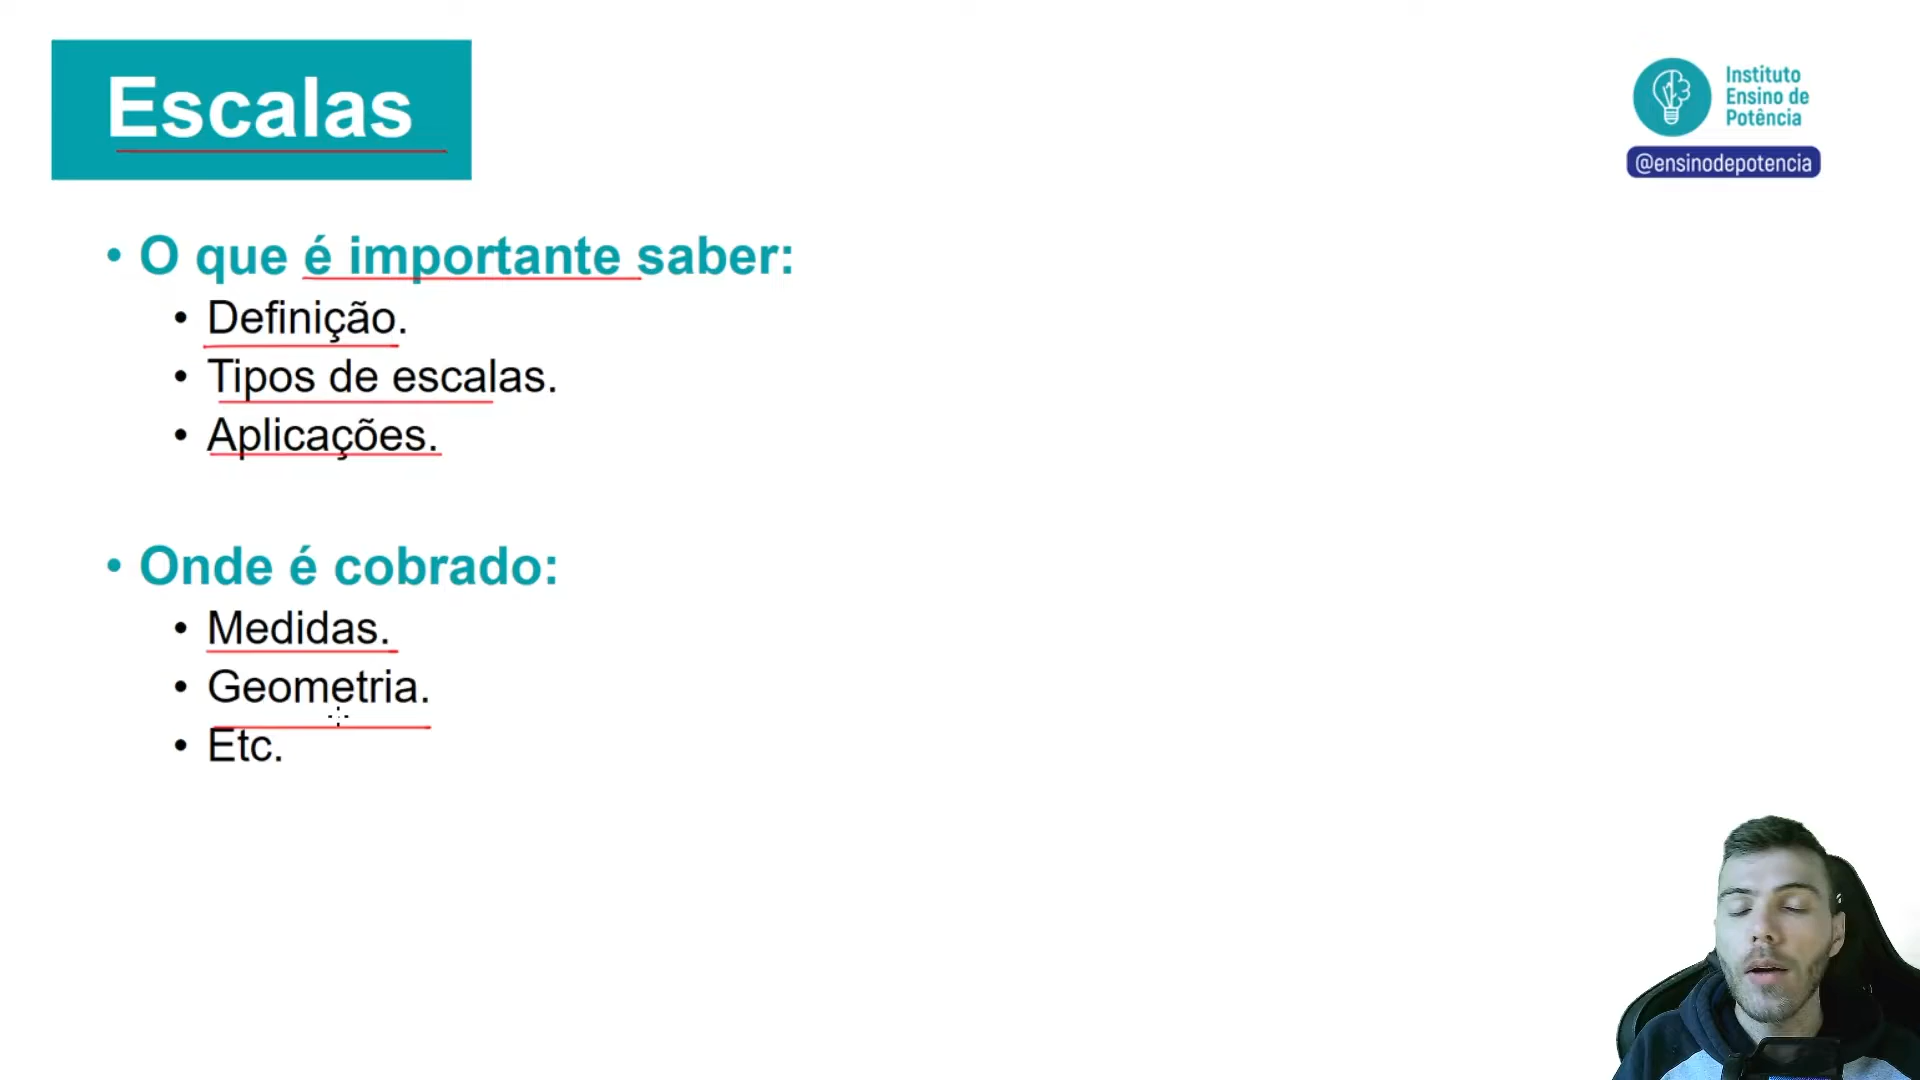 Escalas
Instituto
Ensino de
Potência
@ensinodepotencia
• O que é importante saber:
• Definição.
• Tipos de escalas.
• Aplicações.
• Onde é cobrado:
• Medidas.
• Geometria.
• Etc.